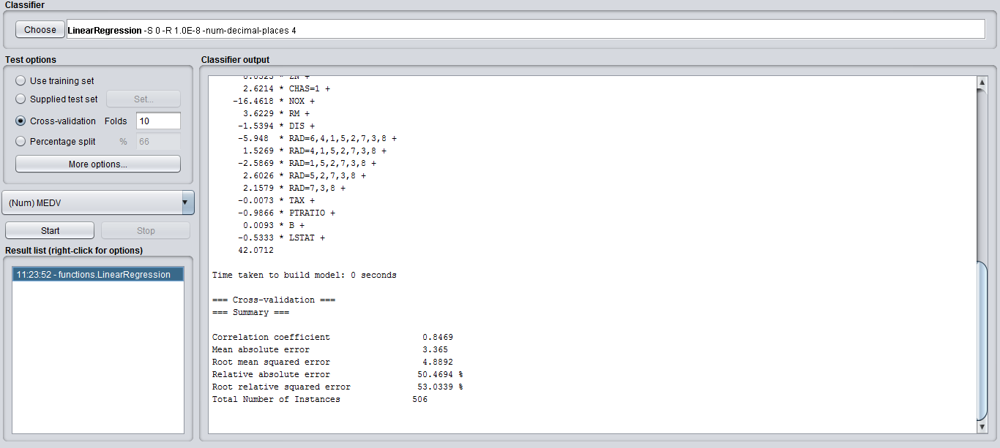 Classifier
Choose LinearRegression -S 0 -R 1.0E-8 -num-decimal-places 4
Test options
Use training set
Supplied test set Set...
Cross-validation Folds 10
Percentage split % 66
More options...
(Num) MEDV
Start Stop
Result list (right-click for options)
11:23:52 - functions.LinearRegression
Classifier output
0.0323 * ZN +
2.6214 * CHAS=1 +
-16.4618 * NOX +
3.6229 * RM +
-1.5394 * DIS +
-5.948 * RAD=6,4,1,5,2,7,3,8 +
1.5269 * RAD=4,1,5,2,7,3,8 +
-2.5869 * RAD=1,5,2,7,3,8 +
2.6026 * RAD=5,2,7,3,8 +
2.1579 * RAD=7,3,8 +
-0.0073 * TAX +
-0.9866 * PTRATIO +
0.0093 * B +
-0.5333 * LSTAT +
42.0712
Time taken to build model: 0 seconds
=== Cross-validation ===
=== Summary ===
Correlation coefficient 0.8469
Mean absolute error 3.365
Root mean squared error 4.8892
Relative absolute error 50.4694 %
Root relative squared error 53.0339 %
Total Number of Instances 506